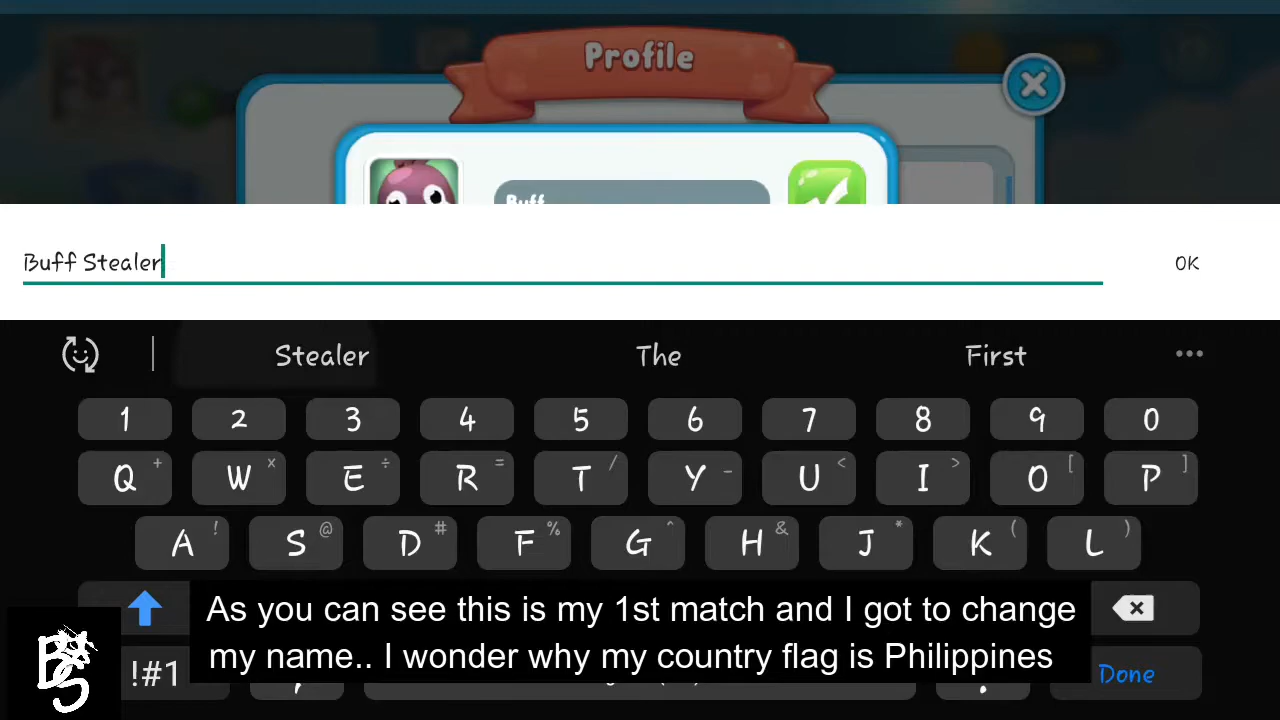 Profile
Buff
Buff Stealer
OK
Stealer The First •••
1 2 3 4 5 6 7 8 9 0
Q + W × E ÷ R = T / Y - U < I > O [ P ]
A ! S @ D # F % G ^ H & J * K ( L )
As you can see this is my 1st match and I got to change
my name.. I wonder why my country flag is Philippines
BS
!#1 , . Done